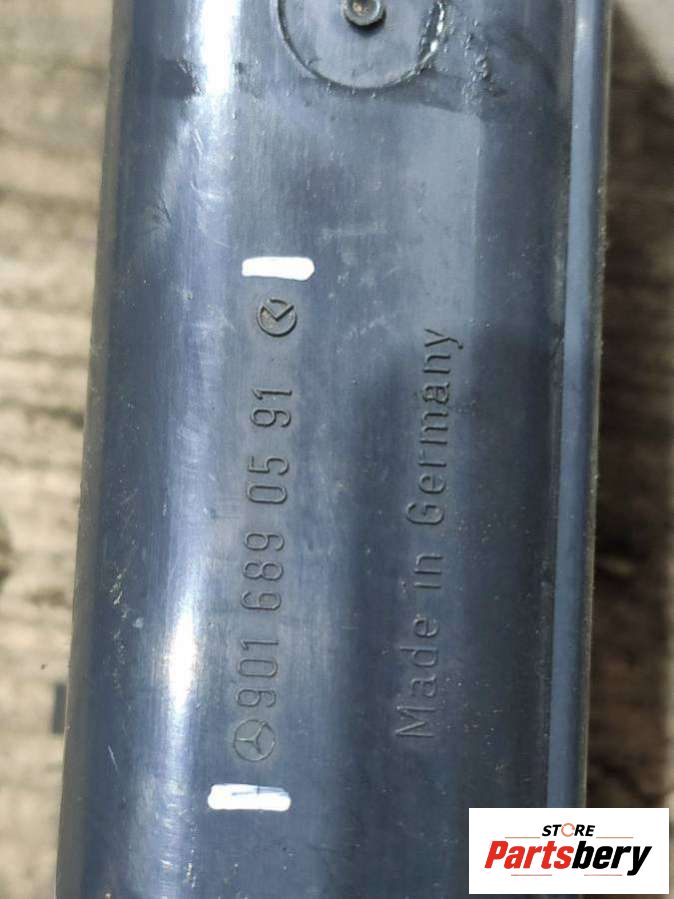 901 689 05 91
Made in Germany
STORE
Partsbery